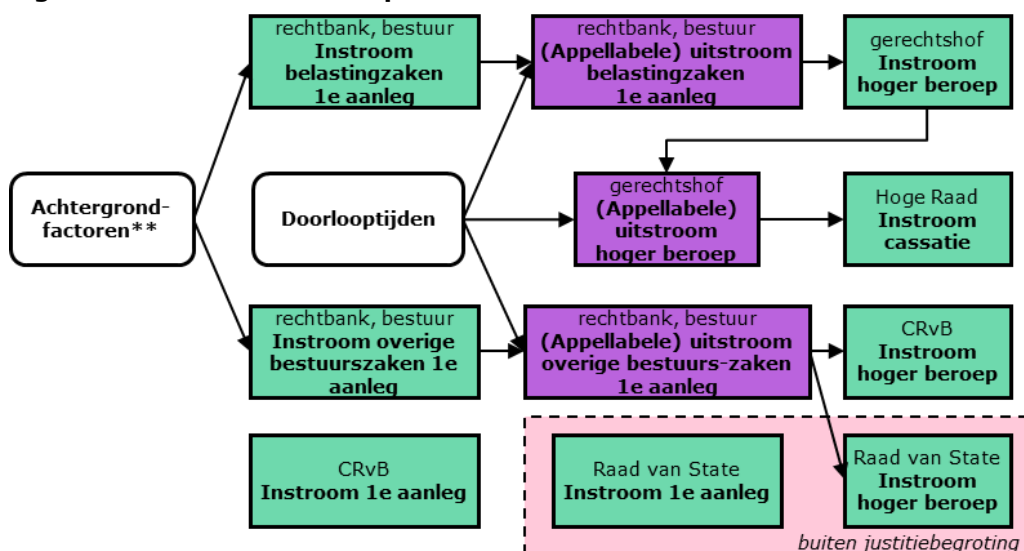 rechtbank, bestuur
Instroom
belastingzaken
1e aanleg
rechtbank, bestuur
(Appellabele) uitstroom
belastingzaken
1e aanleg
gerechtshof
Instroom
hoger beroep
Achtergrond-
factoren**
Doorlooptijden
gerechtshof
(Appellabele)
uitstroom
hoger beroep
Hoge Raad
Instroom
cassatie
rechtbank, bestuur
Instroom overige
bestuurszaken 1e
aanleg
rechtbank, bestuur
(Appellabele) uitstroom
overige bestuurs-zaken
1e aanleg
CRvB
Instroom
hoger beroep
CRvB
Instroom 1e aanleg
Raad van State
Instroom 1e aanleg
Raad van State
Instroom
hoger beroep
buiten justitiebegroting